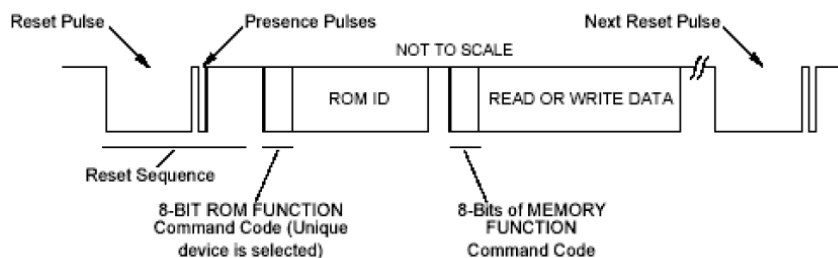 Reset Pulse
Presence Pulses
Next Reset Pulse
NOT TO SCALE
ROM ID
READ OR WRITE DATA
Reset Sequence
8-BIT ROM FUNCTION
Command Code (Unique
device is selected)
8-Bits of MEMORY
FUNCTION
Command Code